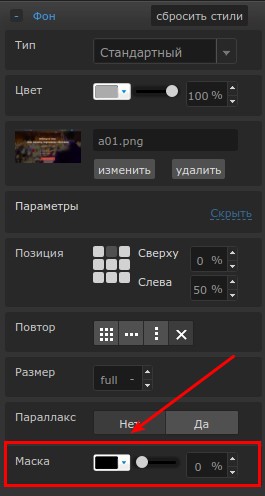 Фон сбросить стили
Тип Стандартный
Цвет 100 %
a01.png
изменить удалить
Параметры Скрыть
Позиция Сверху 0 %
Слева 50 %
Повтор
Размер full -
Параллакс Нет Да
Маска 0 %